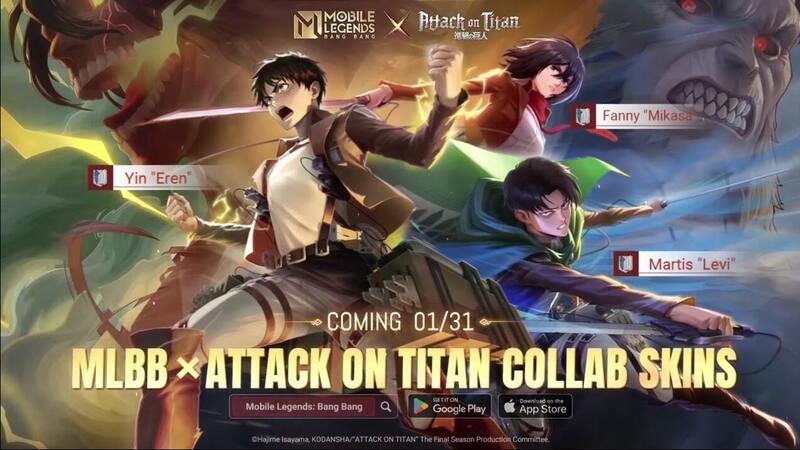 MOBILE
LEGENDS
BANG BANG
X
Attack on Titan
進撃の巨人
Fanny "Mikasa"
Yin "Eren"
Martis "Levi"
COMING 01/31
MLBB × ATTACK ON TITAN COLLAB SKINS
Mobile Legends: Bang Bang
GET IT ON
Google Play
Download on the
App Store
©Hajime Isayama, KODANSHA/"ATTACK ON TITAN" The Final Season Production Committee.